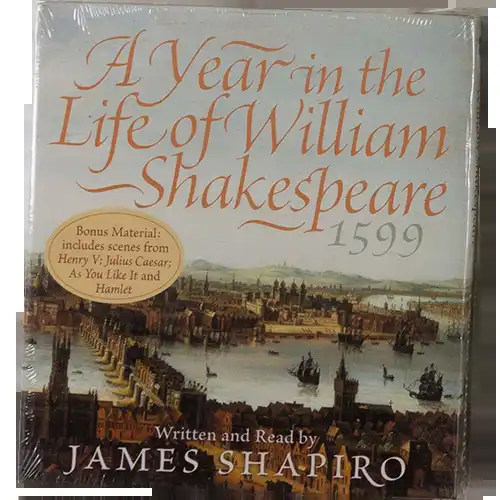 A Year in the
Life of William
Shakespeare
1599
Bonus Material:
includes scenes from
Henry V; Julius Caesar;
As You Like It and
Hamlet
Written and Read by
JAMES SHAPIRO